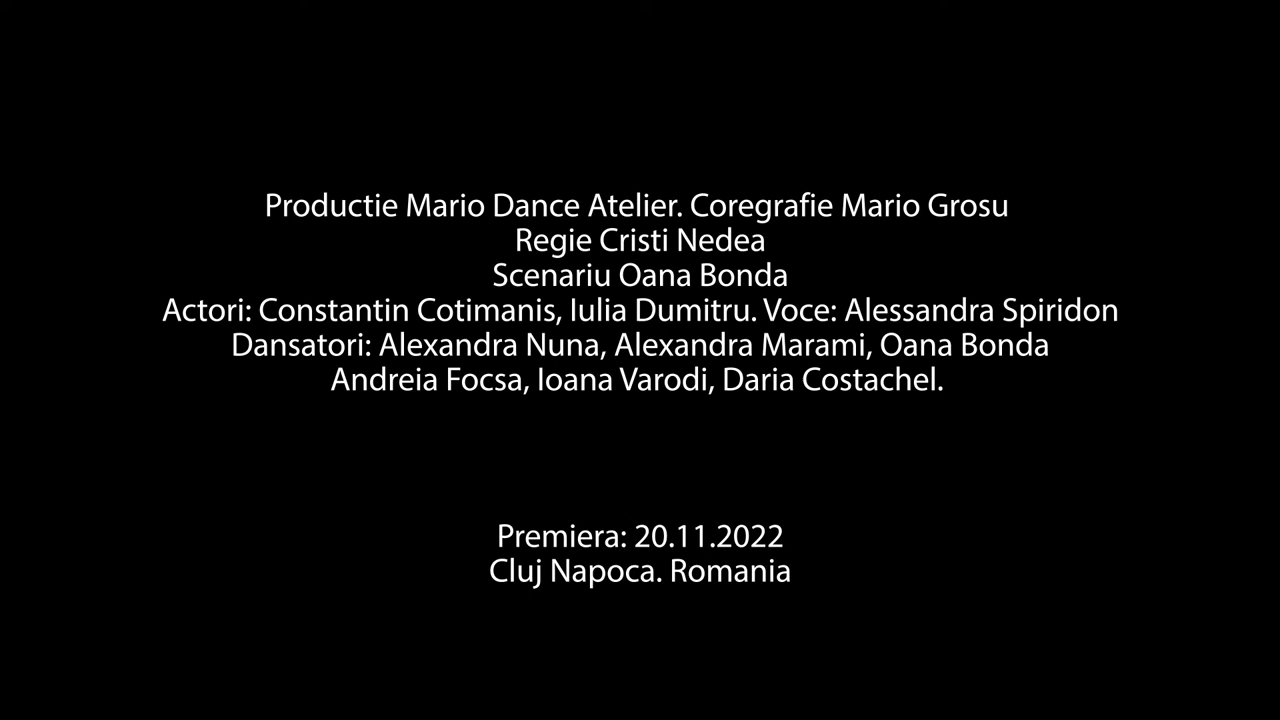 Productie Mario Dance Atelier. Coregrafie Mario Grosu
Regie Cristi Nedea
Scenariu Oana Bonda
Actori: Constantin Cotimanis, Iulia Dumitru. Voce: Alessandra Spiridon
Dansatori: Alexandra Nuna, Alexandra Marami, Oana Bonda
Andreia Focsa, Ioana Varodi, Daria Costachel.
Premiera: 20.11.2022
Cluj Napoca. Romania